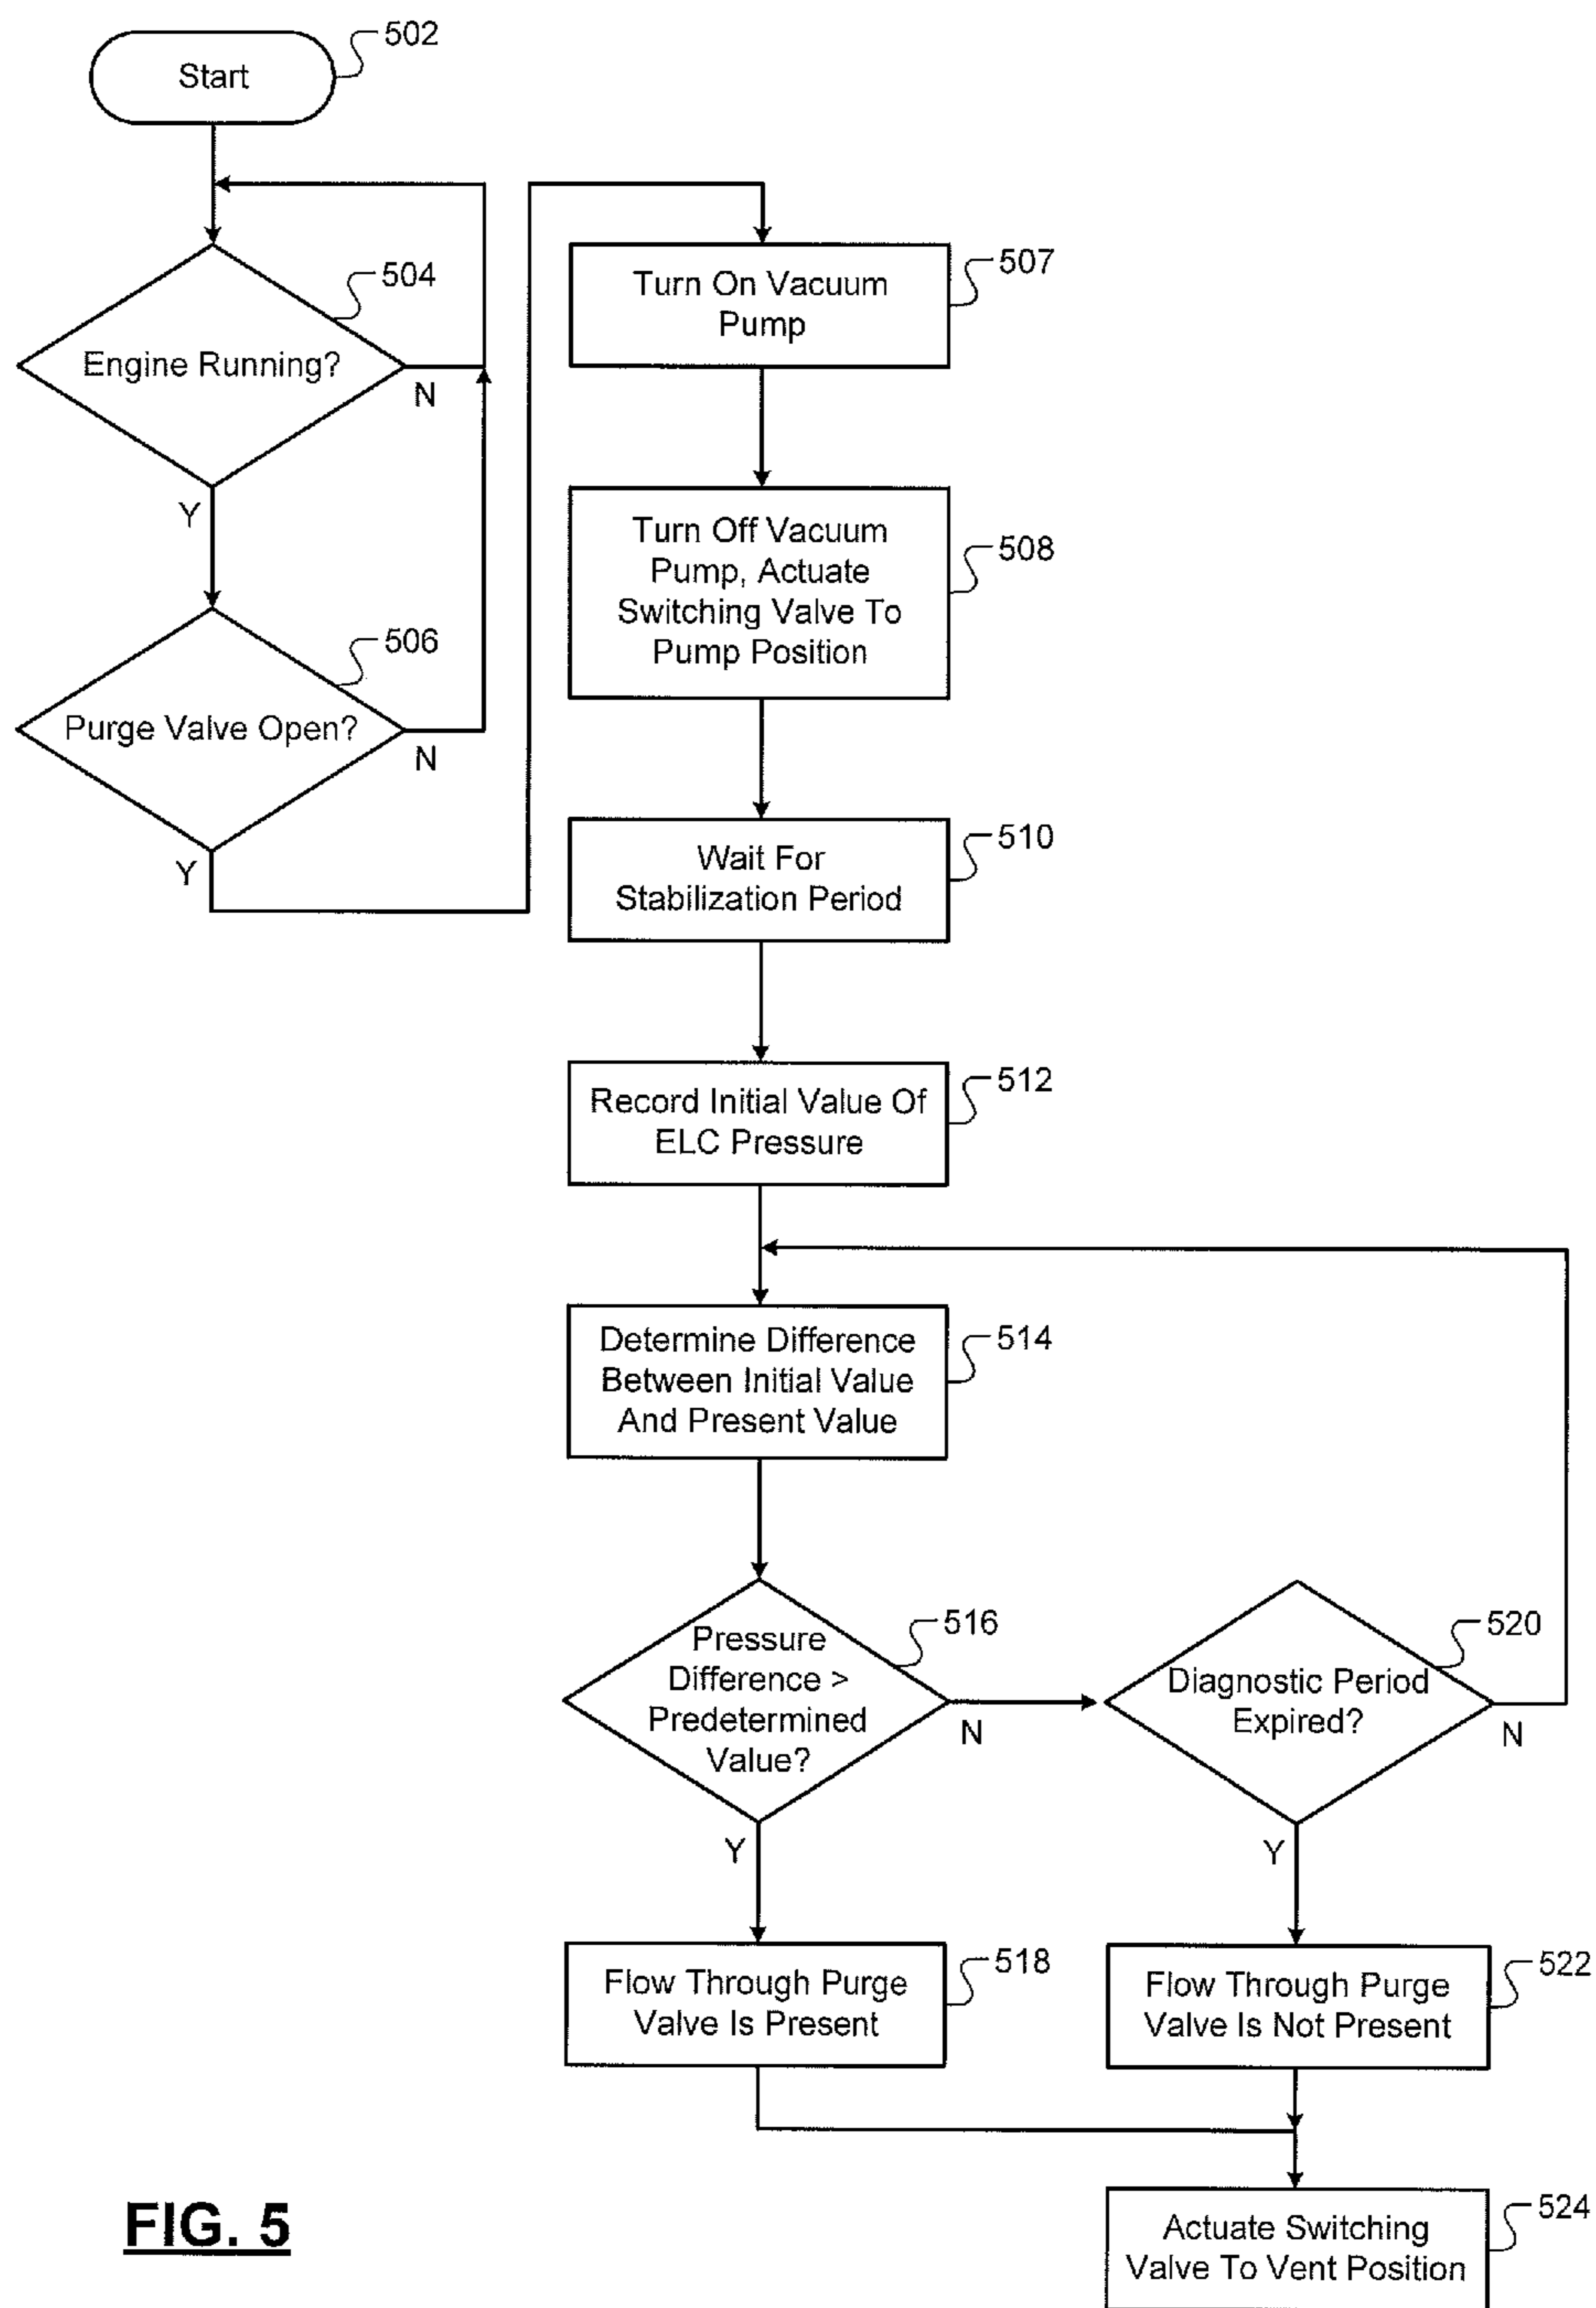 Start
502
504
Engine Running?
N
Y
506
Purge Valve Open?
N
Y
Turn On Vacuum
Pump
507
Turn Off Vacuum
Pump, Actuate
Switching Valve To
Pump Position
508
Wait For
Stabilization Period
510
Record Initial Value Of
ELC Pressure
512
Determine Difference
Between Initial Value
And Present Value
514
Pressure
Difference >
Predetermined
Value?
516
N
Y
Diagnostic Period
Expired?
520
N
Y
Flow Through Purge
Valve Is Present
518
Flow Through Purge
Valve Is Not Present
522
Actuate Switching
Valve To Vent Position
524
FIG. 5